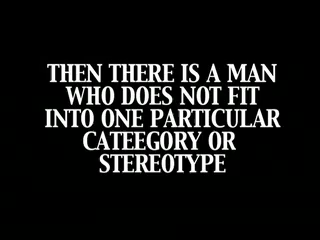 THEN THERE IS A MAN
WHO DOES NOT FIT
INTO ONE PARTICULAR
CATEEGORY OR
STEREOTYPE